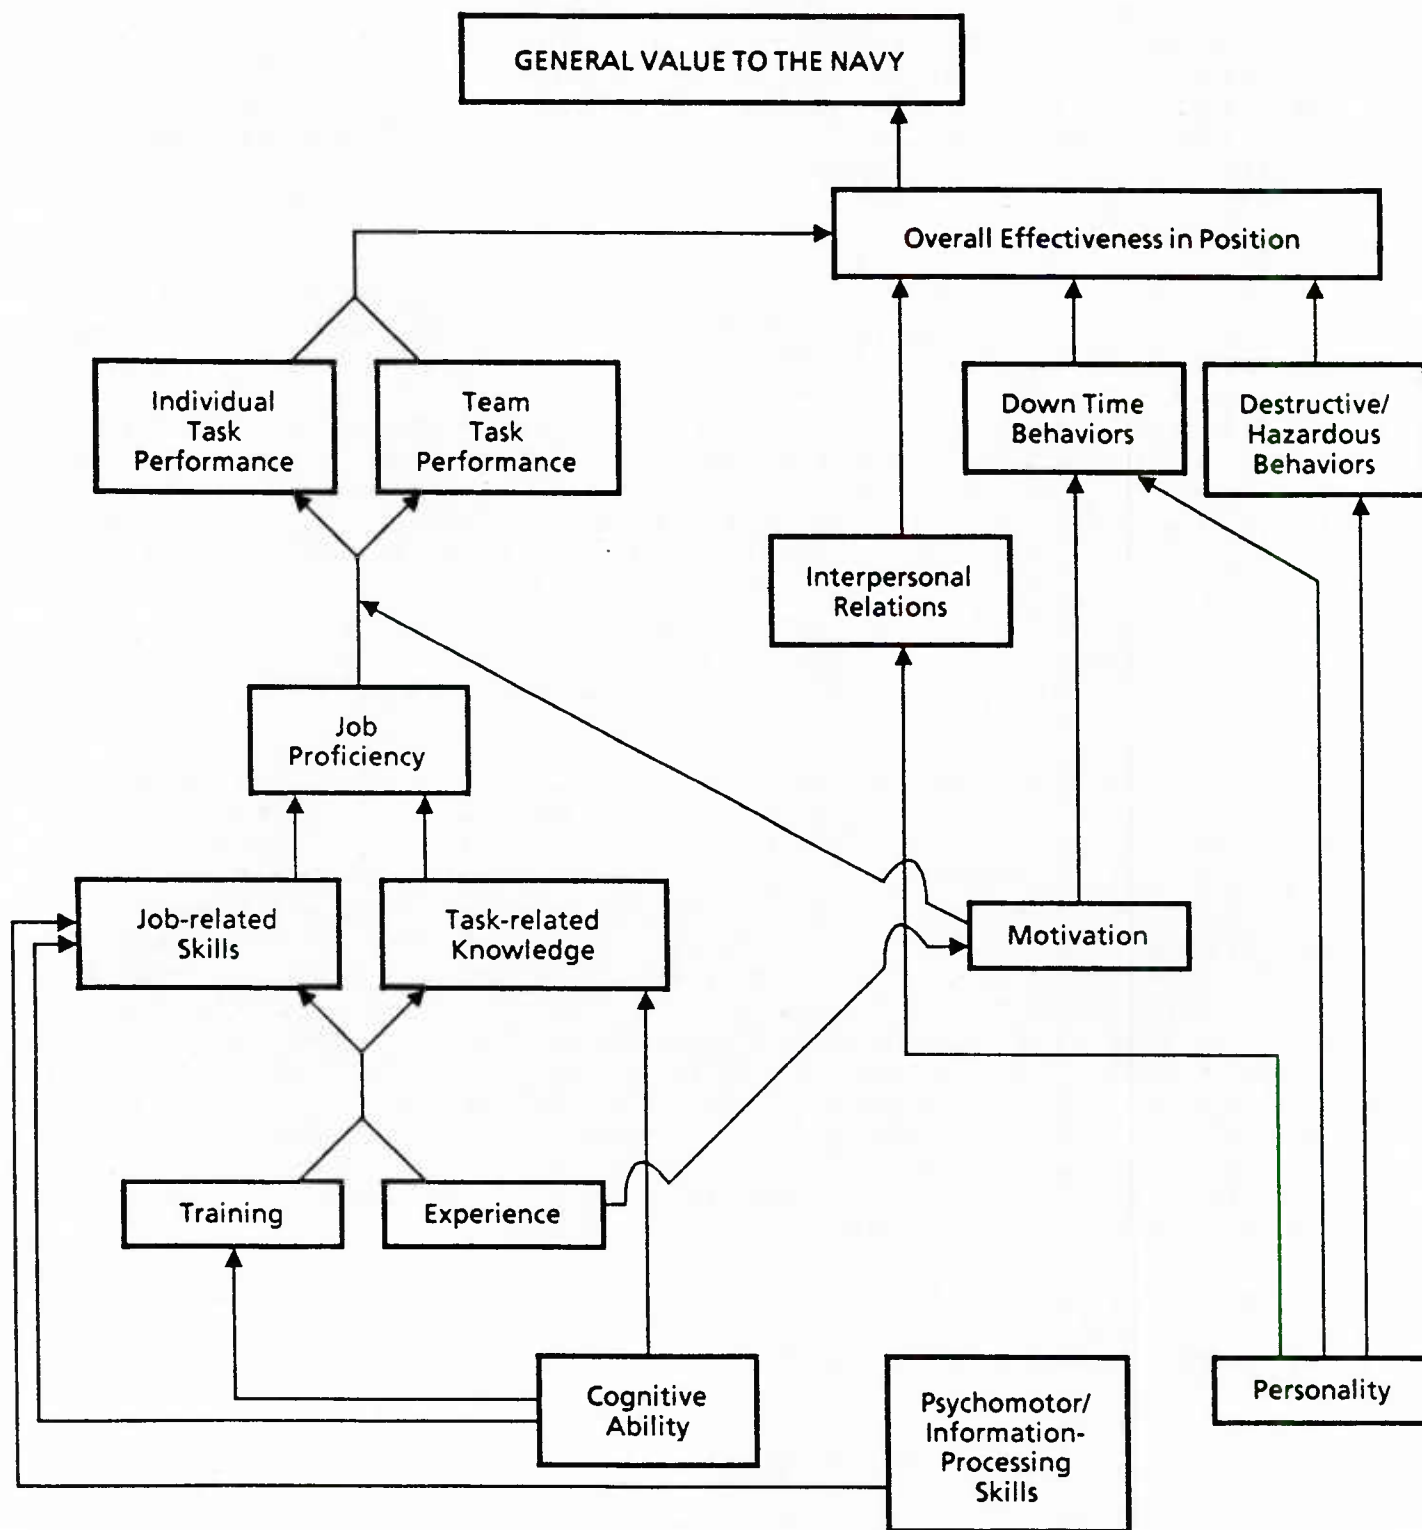 GENERAL VALUE TO THE NAVY
Overall Effectiveness in Position
Individual
Task
Performance
Team
Task
Performance
Down Time
Behaviors
Destructive/
Hazardous
Behaviors
Interpersonal
Relations
Job
Proficiency
Job-related
Skills
Task-related
Knowledge
Motivation
Training
Experience
Cognitive
Ability
Psychomotor/
Information-
Processing
Skills
Personality